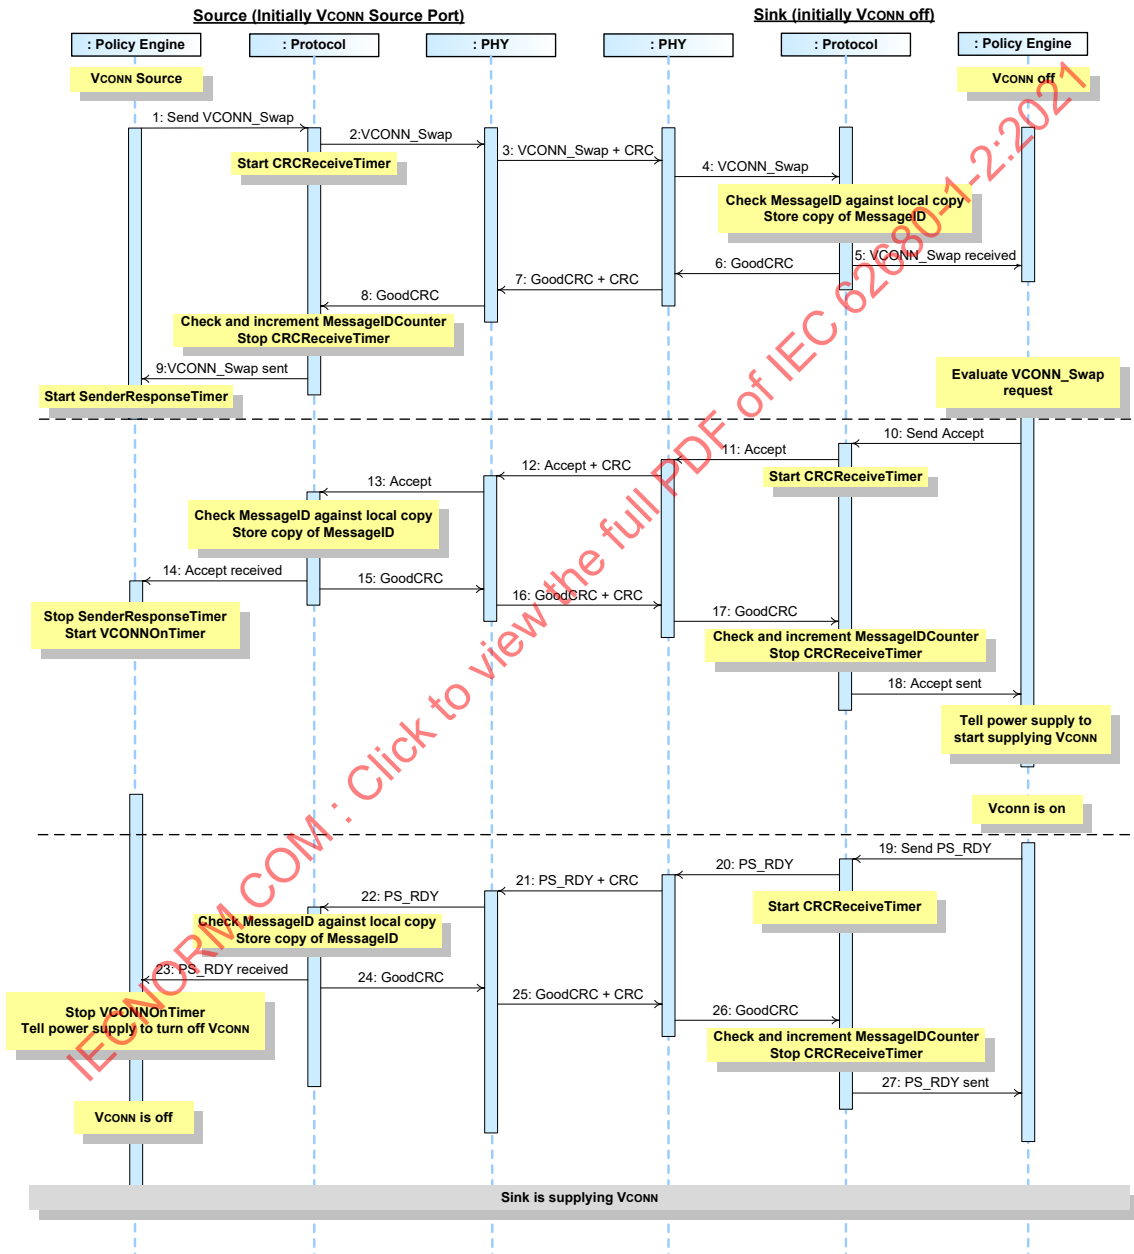 Source (Initially VCONN Source Port)
Sink (initially VCONN off)
: Policy Engine
: Protocol
: PHY
: PHY
: Protocol
: Policy Engine
VCONN Source
VCONN off
1: Send VCONN_Swap
2:VCONN_Swap
3: VCONN_Swap + CRC
Start CRCReceiveTimer
4: VCONN_Swap
Check MessageID against local copy
Store copy of MessageID
5: VCONN_Swap received
6: GoodCRC
7: GoodCRC + CRC
8: GoodCRC
Check and increment MessageIDCounter
Stop CRCReceiveTimer
9:VCONN_Swap sent
Start SenderResponseTimer
Evaluate VCONN_Swap
request
10: Send Accept
11: Accept
Start CRCReceiveTimer
12: Accept + CRC
13: Accept
Check MessageID against local copy
Store copy of MessageID
14: Accept received
15: GoodCRC
16: GoodCRC + CRC
Stop SenderResponseTimer
Start VCONNOnTimer
17: GoodCRC
Check and increment MessageIDCounter
Stop CRCReceiveTimer
18: Accept sent
Tell power supply to
start supplying VCONN
Vconn is on
19: Send PS_RDY
20: PS_RDY
21: PS_RDY + CRC
22: PS_RDY
Start CRCReceiveTimer
Check MessageID against local copy
Store copy of MessageID
23: PS_RDY received
24: GoodCRC
25: GoodCRC + CRC
Stop VCONNOnTimer
Tell power supply to turn off VCONN
26: GoodCRC
Check and increment MessageIDCounter
Stop CRCReceiveTimer
27: PS_RDY sent
VCONN is off
Sink is supplying VCONN
IECNORM.COM : Click to view the full PDF of IEC 62680-1-2:2021